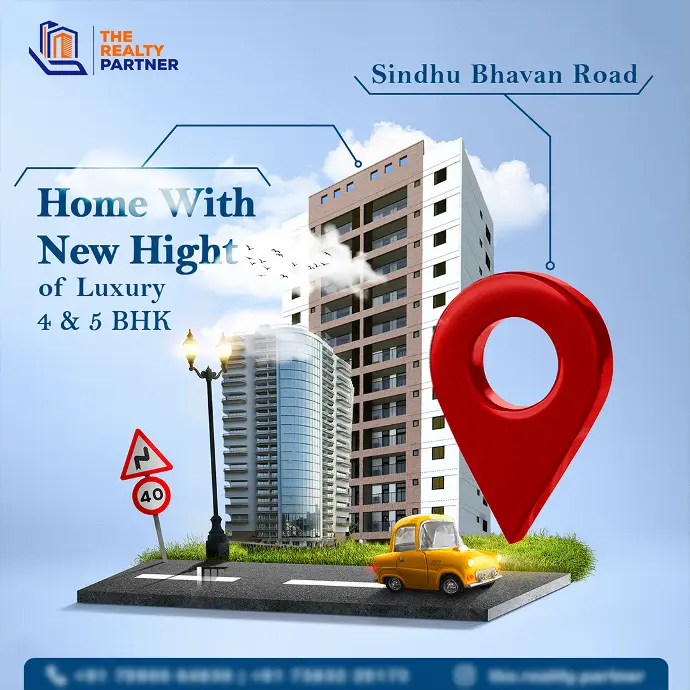 THE
REALTY
PARTNER
Sindhu Bhavan Road
Home With
New Hight
of Luxury
4 & 5 BHK
40